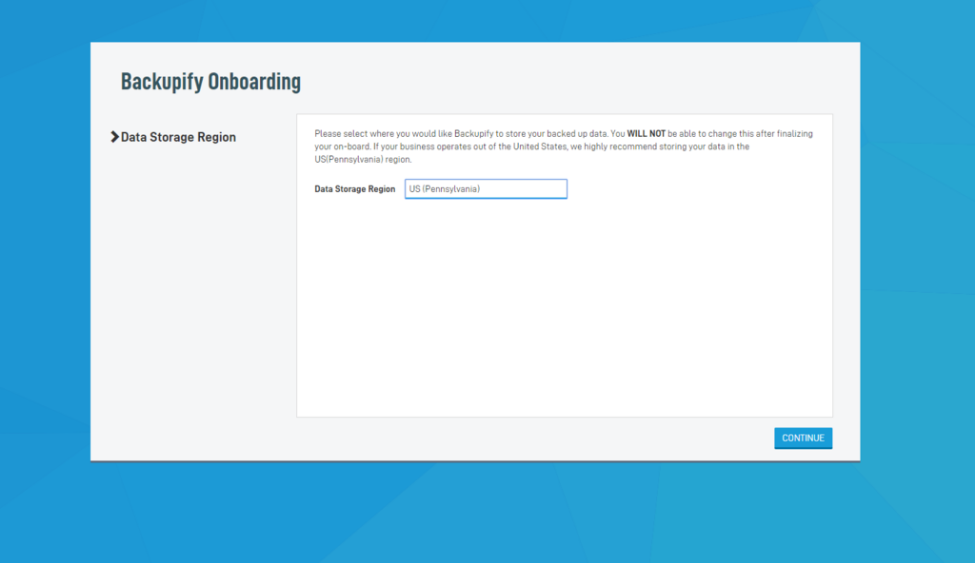 Backupify Onboarding
Data Storage Region
Please select where you would like Backupify to store your backed up data. You WILL NOT be able to change this after finalizing
your on-board. If your business operates out of the United States, we highly recommend storing your data in the
US(Pennsylvania) region.
Data Storage Region US (Pennsylvania)
CONTINUE